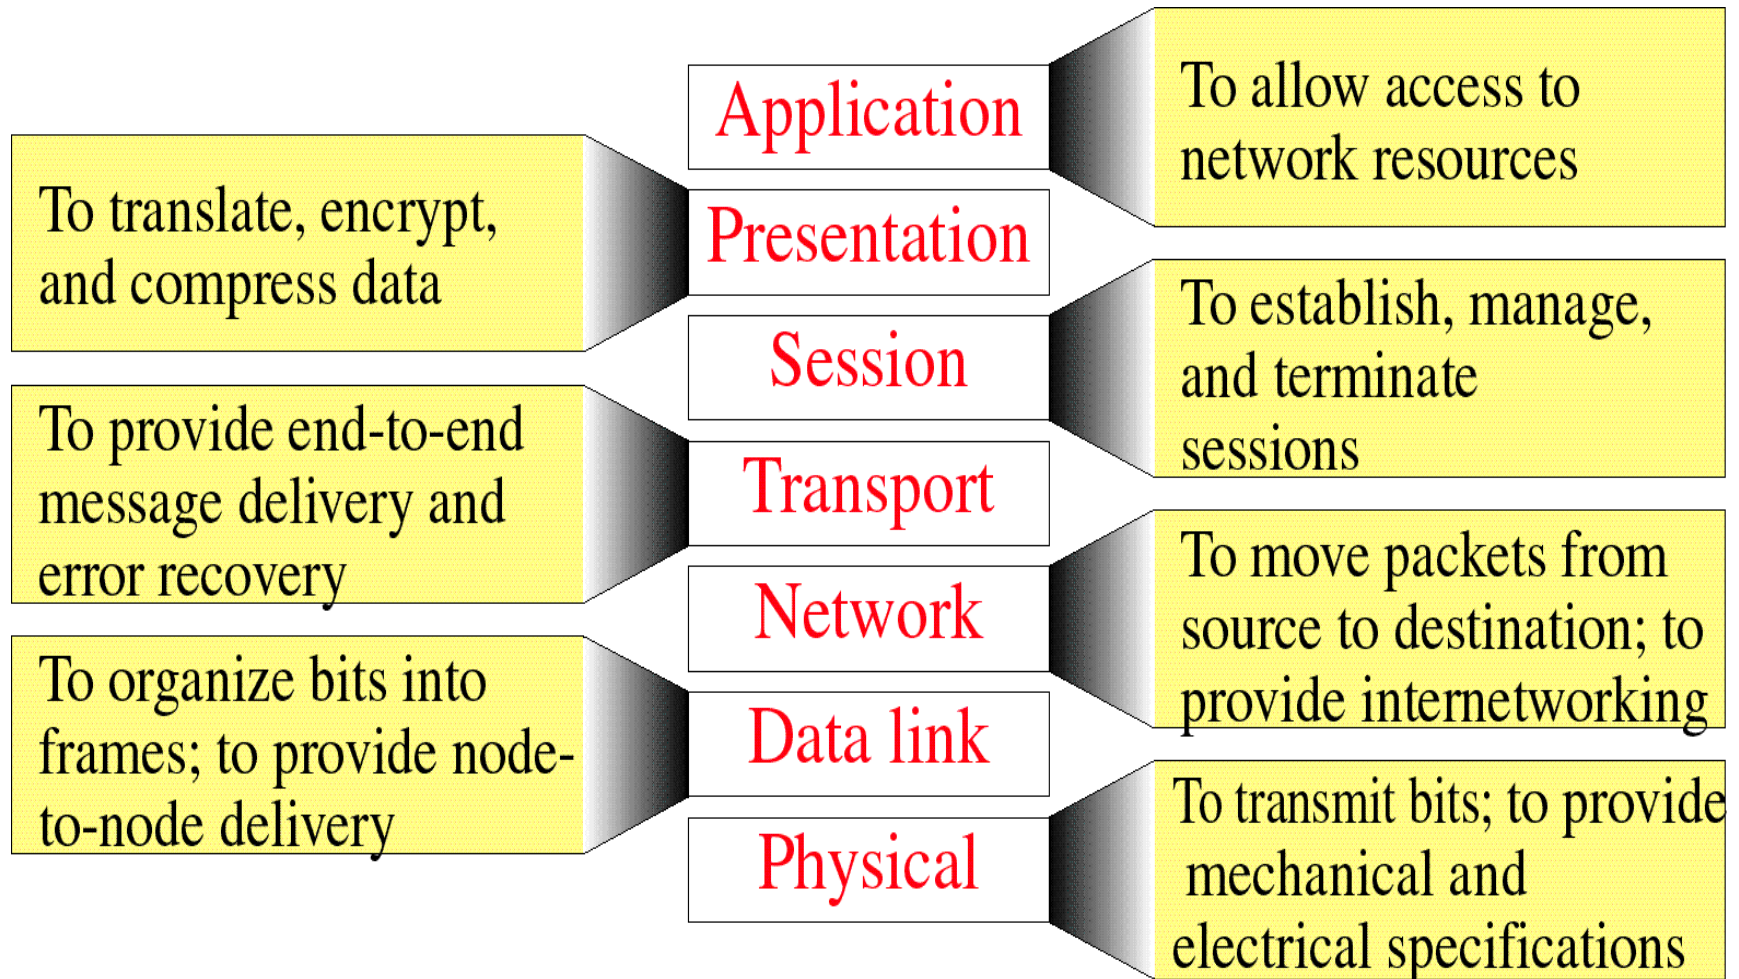 Application
To allow access to
network resources
Presentation
To translate, encrypt,
and compress data
Session
To establish, manage,
and terminate
sessions
Transport
To provide end-to-end
message delivery and
error recovery
Network
To move packets from
source to destination; to
provide internetworking
Data link
To organize bits into
frames; to provide node-
to-node delivery
Physical
To transmit bits; to provide
mechanical and
electrical specifications